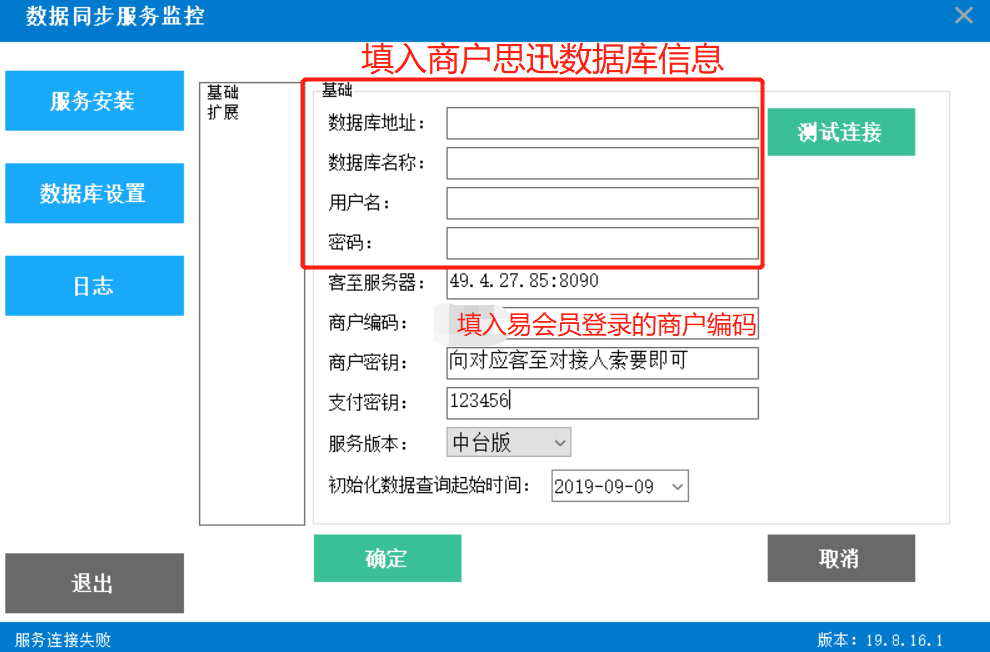 数据同步服务监控
填入商户思迅数据库信息
服务安装
数据库设置
日志
退出
基础
扩展
基础
数据库地址：
数据库名称：
用户名：
密码：
客至服务器： 49.4.27.85:8090
商户编码： 填入易会员登录的商户编码
商户密钥： 向对应客至对接人索要即可
支付密钥： 123456
服务版本： 中台版
初始化数据查询起始时间： 2019-09-09
测试连接
确定
取消
服务连接失败
版本：19.8.16.1